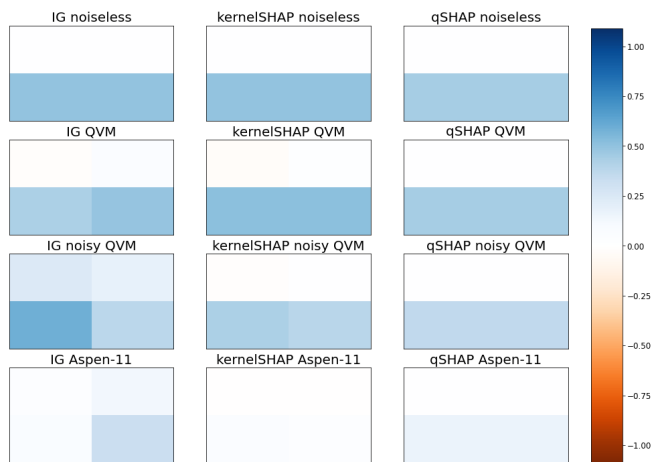 IG noiseless
kernelSHAP noiseless
qSHAP noiseless
IG QVM
kernelSHAP QVM
qSHAP QVM
IG noisy QVM
kernelSHAP noisy QVM
qSHAP noisy QVM
IG Aspen-11
kernelSHAP Aspen-11
qSHAP Aspen-11
1.00
0.75
0.50
0.25
0.00
−0.25
−0.50
−0.75
−1.00